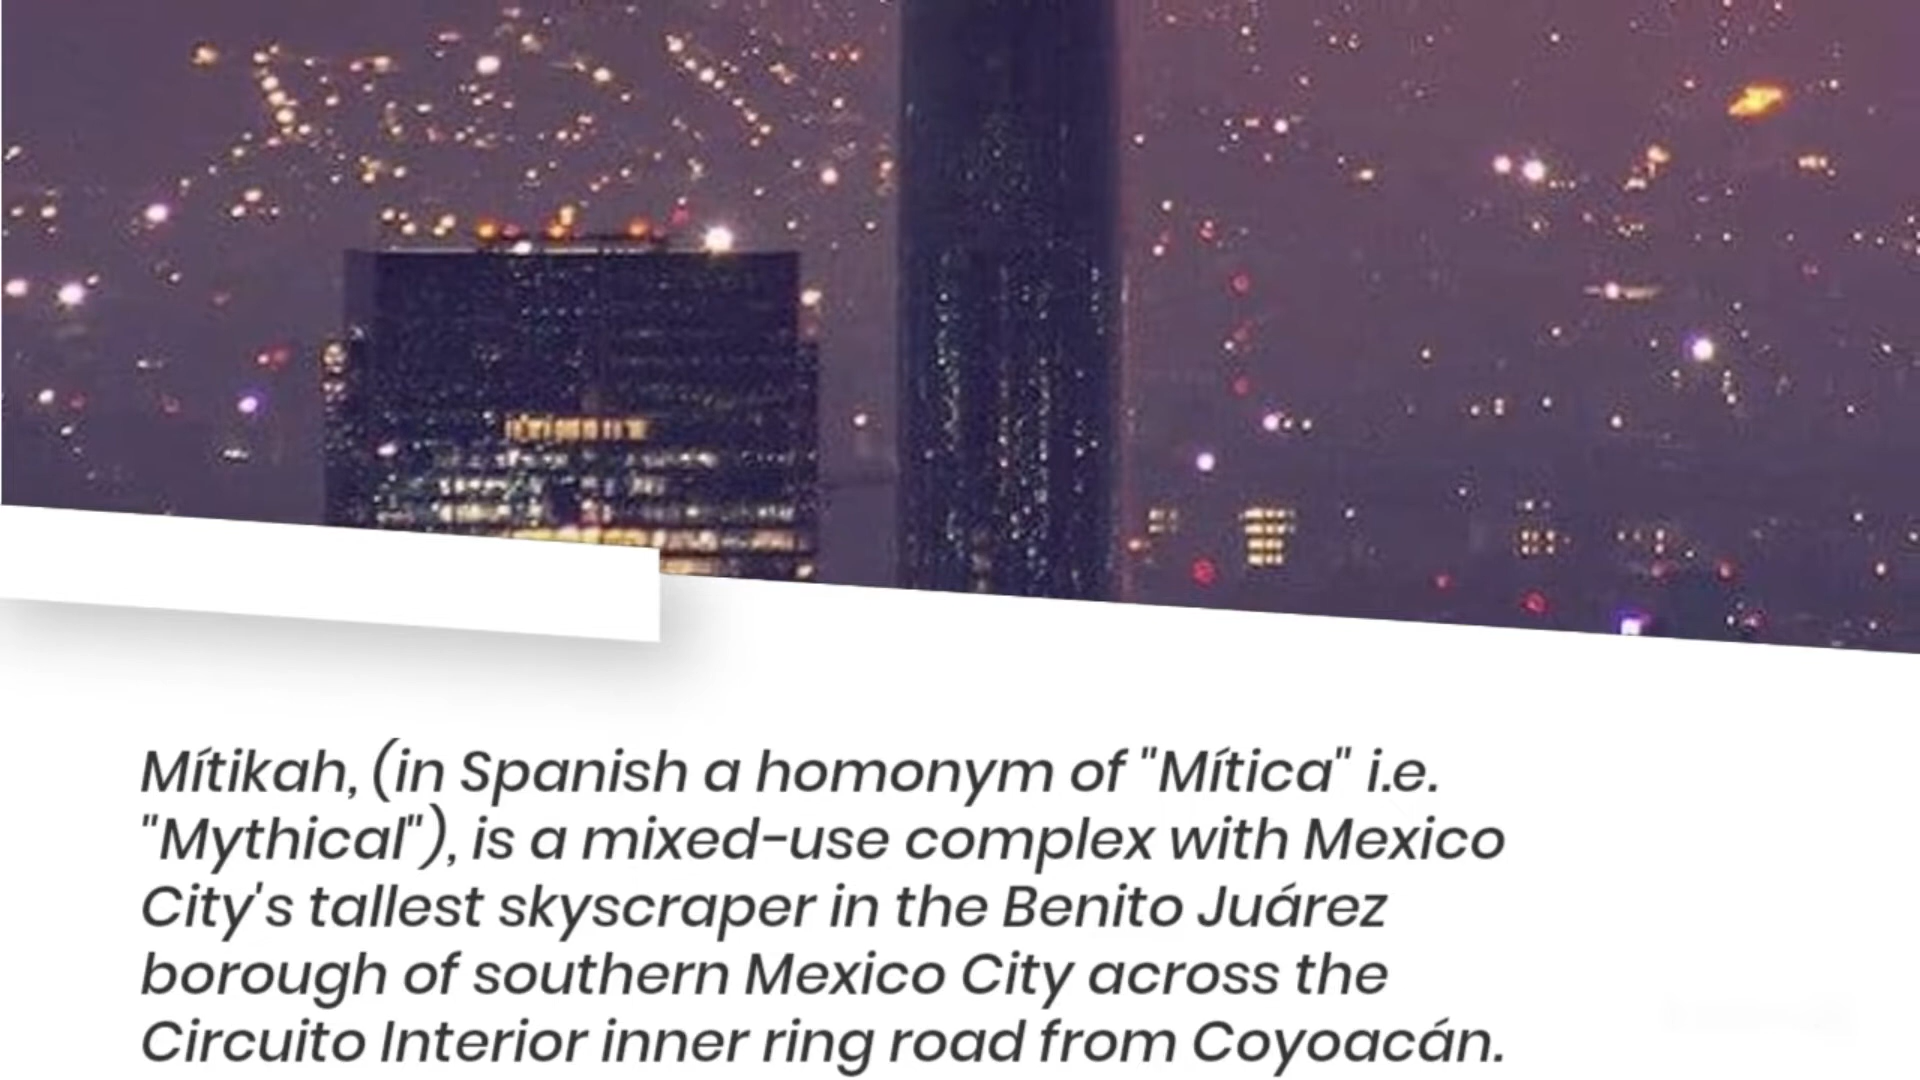 Mítikah, (in Spanish a homonym of "Mítica" i.e.
"Mythical"), is a mixed-use complex with Mexico
City's tallest skyscraper in the Benito Juárez
borough of southern Mexico City across the
Circuito Interior inner ring road from Coyoacán.